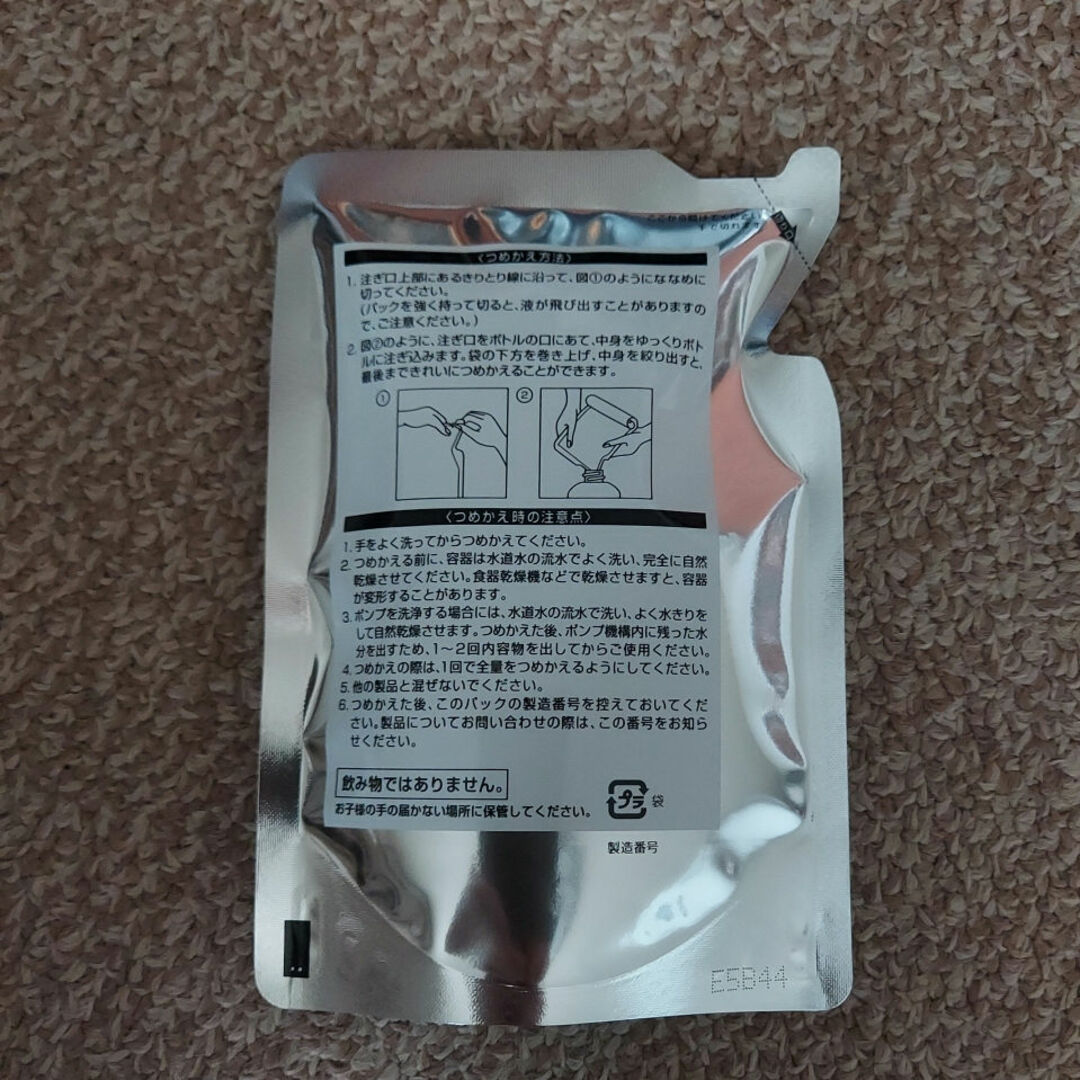 ここから開けてください
手で切れます
〈つめかえ方法〉
1. 注ぎ口上部にあるきりとり線に沿って、図①のようにななめに
切ってください。
(パックを強く持って切ると、液が飛び出すことがありますの
で、ご注意ください。)
2. 図②のように、注ぎ口をボトルの口にあて、中身をゆっくりボト
ルに注ぎ込みます。袋の下方を巻き上げ、中身を絞り出すと、
最後まできれいにつめかえることができます。
① ②
〈つめかえ時の注意点〉
1. 手をよく洗ってからつめかえてください。
2. つめかえる前に、容器は水道水の流水でよく洗い、完全に自然
乾燥させてください。食器乾燥機などで乾燥させますと、容器
が変形することがあります。
3. ポンプを洗浄する場合には、水道水の流水で洗い、よく水きりを
して自然乾燥させます。つめかえた後、ポンプ機構内に残った水
分を出すため、1〜2回内容物を出してからご使用ください。
4. つめかえの際は、1回で全量をつめかえるようにしてください。
5. 他の製品と混ぜないでください。
6. つめかえた後、このパックの製造番号を控えておいてくだ
さい。製品についてお問い合わせの際は、この番号をお知ら
せください。
飲み物ではありません。
お子様の手の届かない場所に保管してください。
プラ 袋
製造番号
E5B44